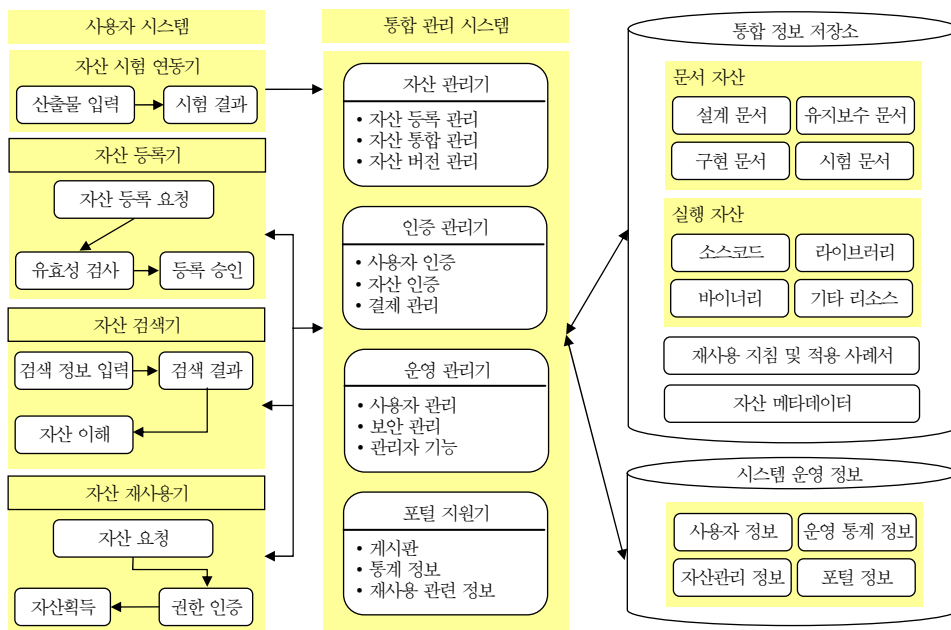 사용자 시스템
자산 시험 연동기
산출물 입력
시험 결과
자산 등록기
자산 등록 요청
유효성 검사
등록 승인
자산 검색기
검색 정보 입력
검색 결과
자산 이해
자산 재사용기
자산 요청
자산획득
권한 인증
통합 관리 시스템
자산 관리기
• 자산 등록 관리
• 자산 통합 관리
• 자산 버전 관리
인증 관리기
• 사용자 인증
• 자산 인증
• 결제 관리
운영 관리기
• 사용자 관리
• 보안 관리
• 관리자 기능
포털 지원기
• 게시판
• 통계 정보
• 재사용 관련 정보
통합 정보 저장소
문서 자산
설계 문서
유지보수 문서
구현 문서
시험 문서
실행 자산
소스코드
라이브러리
바이너리
기타 리소스
재사용 지침 및 적용 사례서
자산 메타데이터
시스템 운영 정보
사용자 정보
운영 통계 정보
자산관리 정보
포털 정보